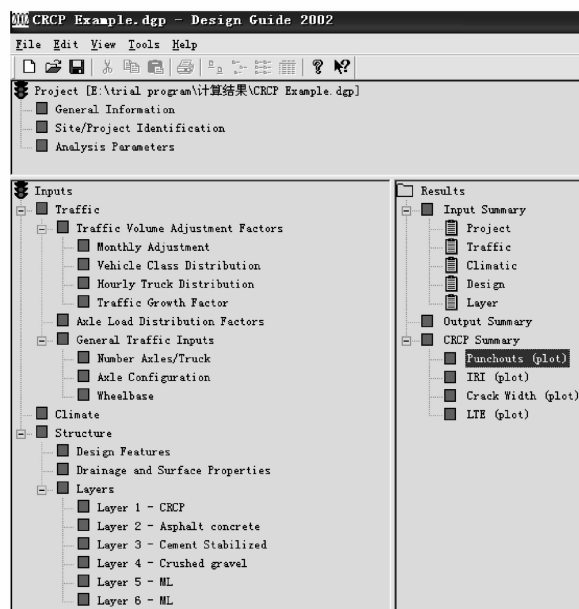 CRCP Example.dgp - Design Guide 2002
File Edit View Tools Help
Project [E:\trial program\计算结果\CRCP Example.dgp]
General Information
Site/Project Identification
Analysis Parameters
Inputs
Traffic
Traffic Volume Adjustment Factors
Monthly Adjustment
Vehicle Class Distribution
Hourly Truck Distribution
Traffic Growth Factor
Axle Load Distribution Factors
General Traffic Inputs
Number Axles/Truck
Axle Configuration
Wheelbase
Climate
Structure
Design Features
Drainage and Surface Properties
Layers
Layer 1 - CRCP
Layer 2 - Asphalt concrete
Layer 3 - Cement Stabilized
Layer 4 - Crushed gravel
Layer 5 - ML
Layer 6 - ML
Results
Input Summary
Project
Traffic
Climatic
Design
Layer
Output Summary
CRCP Summary
Punchouts (plot)
IRI (plot)
Crack Width (plot)
LTE (plot)